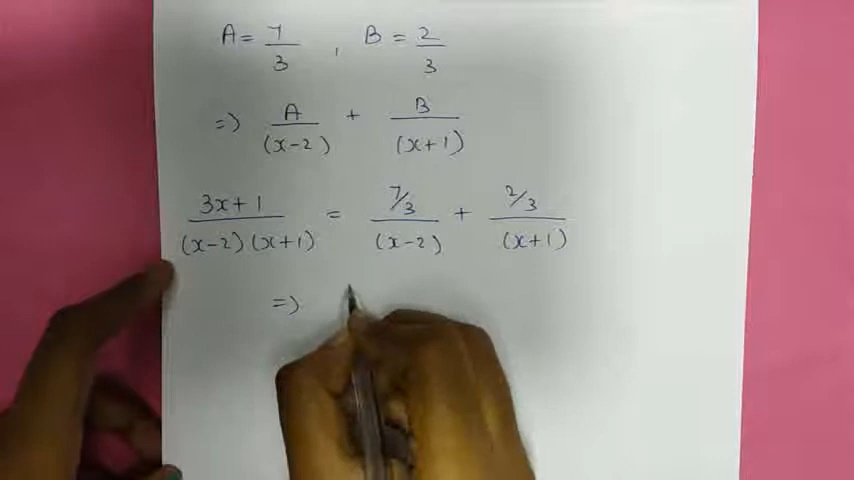 A = 7/3 , B = 2/3
=> A/(x-2) + B/(x+1)
3x+1/(x-2)(x+1) = 7/3/(x-2) + 2/3/(x+1)
=>